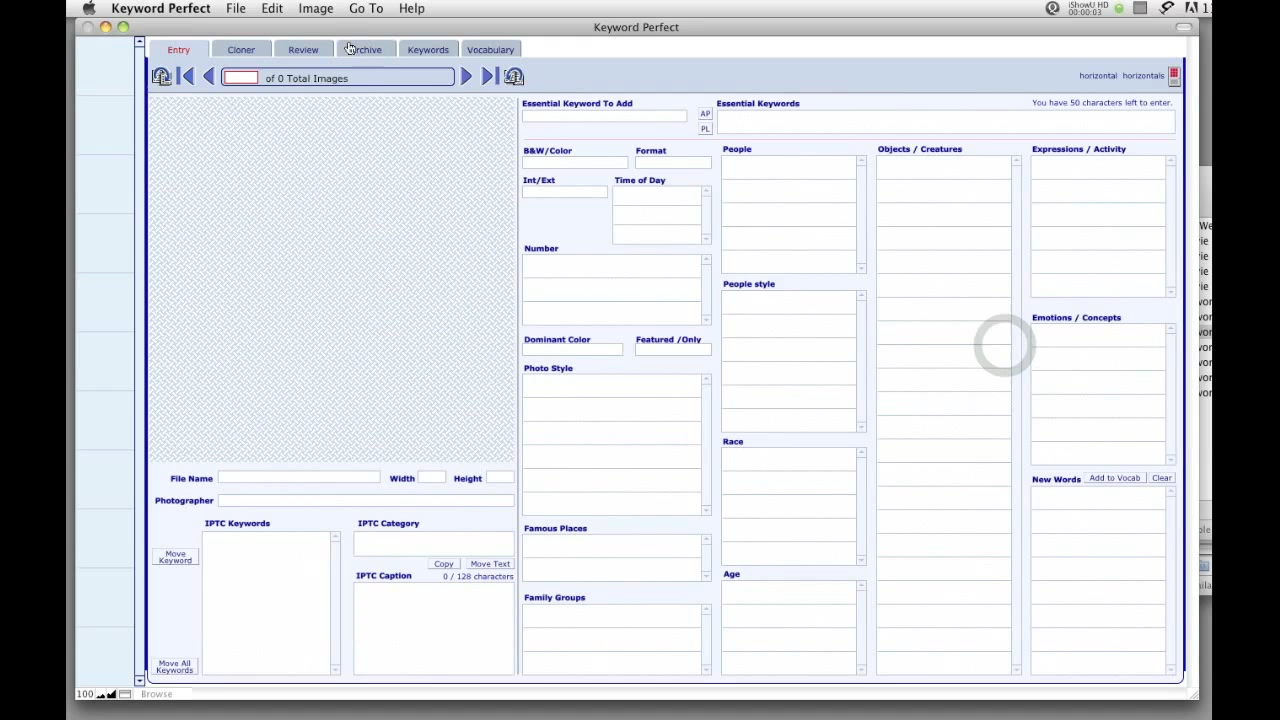 Keyword Perfect File Edit Image Go To Help
iShowU HD
00:00:03
Keyword Perfect
Entry Cloner Review Keywords Vocabulary
of 0 Total Images
horizontal horizontals
Essential Keyword To Add
AP
PL
Essential Keywords
You have 50 characters left to enter.
B&W/Color Format
Int/Ext Time of Day
Number
Dominant Color Featured /Only
Photo Style
Famous Places
Family Groups
People
People style
Race
Age
Objects / Creatures
Expressions / Activity
Emotions / Concepts
New Words Add to Vocab Clear
File Name Width Height
Photographer
IPTC Keywords
Move
Keyword
Move All
Keywords
IPTC Category
Copy Move Text
IPTC Caption 0 / 128 characters
100 Browse